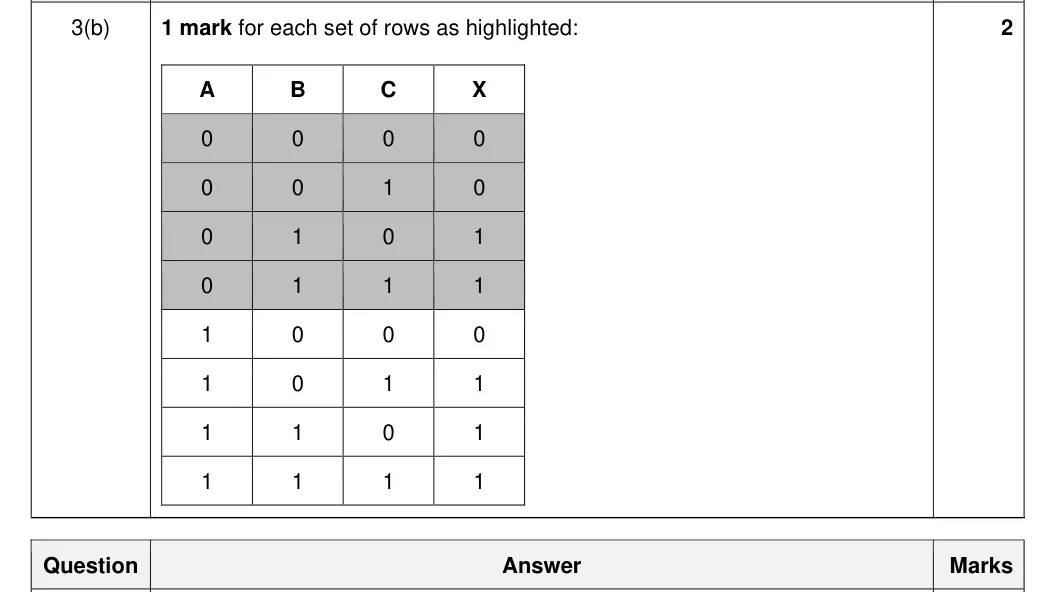 3(b) 1 mark for each set of rows as highlighted: 2
A B C X
0 0 0 0
0 0 1 0
0 1 0 1
0 1 1 1
1 0 0 0
1 0 1 1
1 1 0 1
1 1 1 1
Question Answer Marks